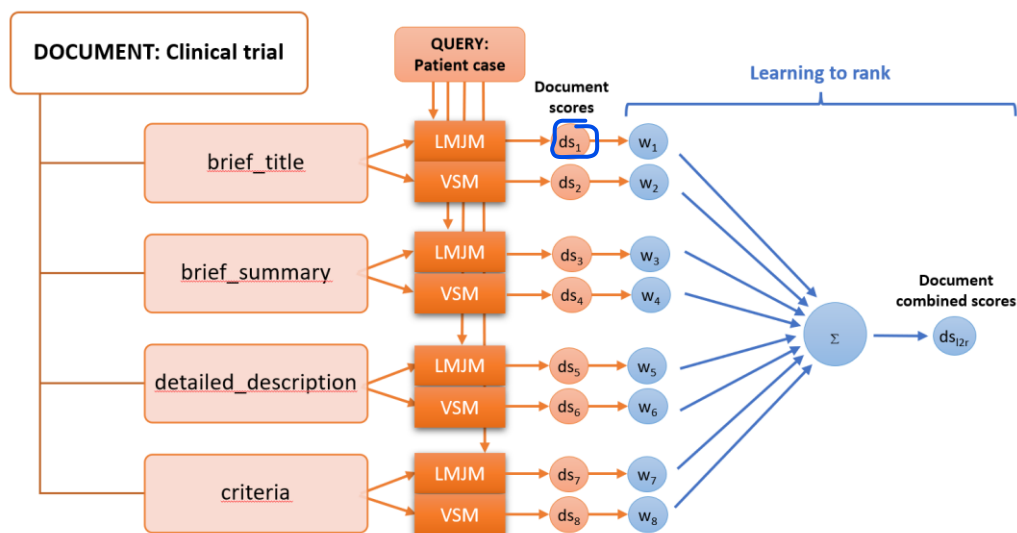 DOCUMENT: Clinical trial
QUERY:
Patient case
Document
scores
Learning to rank
brief_title
LMJM
ds1
w1
VSM
ds2
w2
brief_summary
LMJM
ds3
w3
VSM
ds4
w4
Document
combined scores
Σ
dsl2r
detailed_description
LMJM
ds5
w5
VSM
ds6
w6
criteria
LMJM
ds7
w7
VSM
ds8
w8